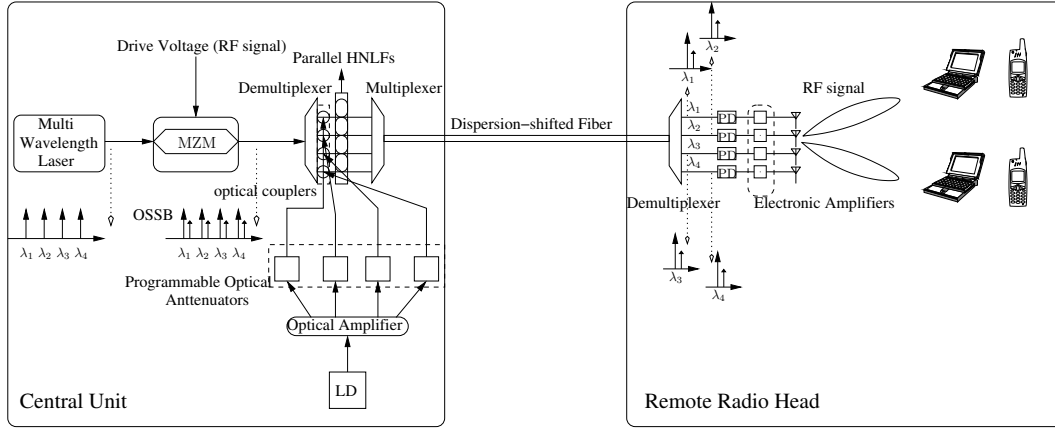 Drive Voltage (RF signal)
Parallel HNLFs
Demultiplexer
Multiplexer
Multi
Wavelength
Laser
MZM
Dispersion−shifted Fiber
optical couplers
OSSB
λ1 λ2 λ3 λ4
λ1 λ2 λ3 λ4
Programmable Optical
Anttenuators
Optical Amplifier
LD
Central Unit
λ2
λ1
RF signal
λ1
λ2
λ3
λ4
PD
PD
PD
PD
Demultiplexer
Electronic Amplifiers
λ3
λ4
Remote Radio Head